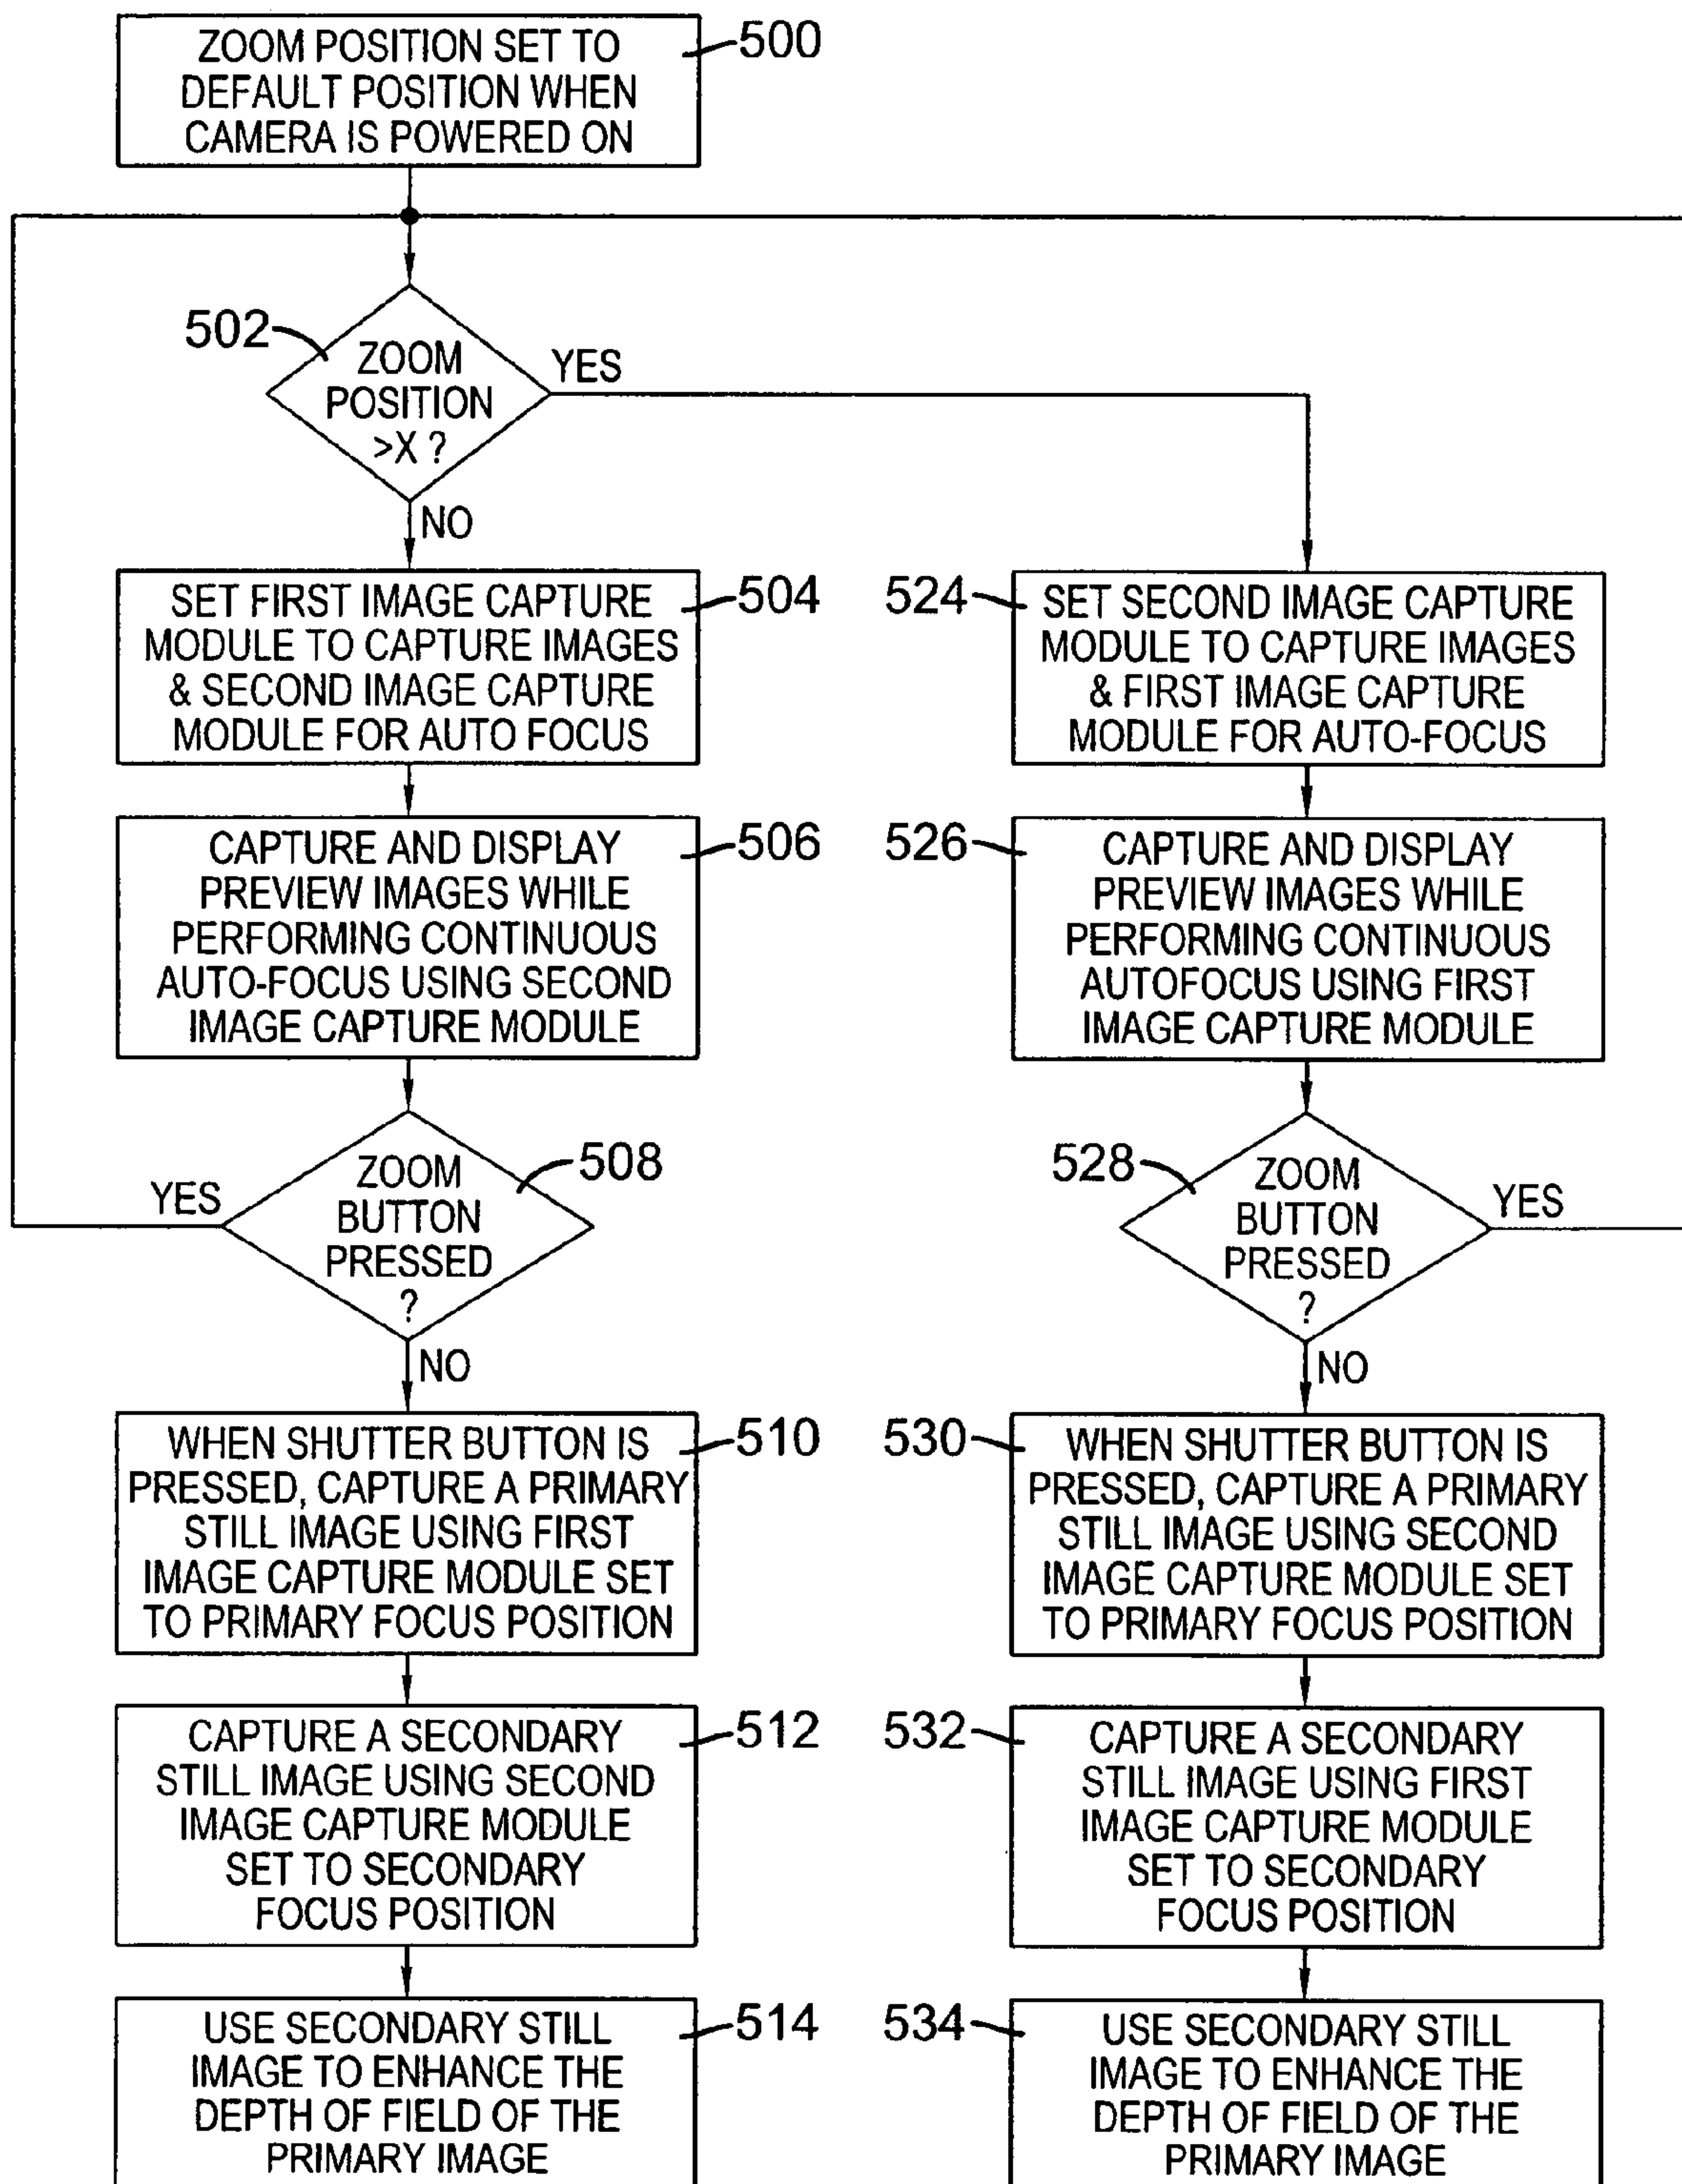 ZOOM POSITION SET TO
DEFAULT POSITION WHEN
CAMERA IS POWERED ON
500
502
ZOOM
POSITION
>X ?
YES
NO
SET FIRST IMAGE CAPTURE
MODULE TO CAPTURE IMAGES
& SECOND IMAGE CAPTURE
MODULE FOR AUTO FOCUS
504
524
SET SECOND IMAGE CAPTURE
MODULE TO CAPTURE IMAGES
& FIRST IMAGE CAPTURE
MODULE FOR AUTO-FOCUS
CAPTURE AND DISPLAY
PREVIEW IMAGES WHILE
PERFORMING CONTINUOUS
AUTO-FOCUS USING SECOND
IMAGE CAPTURE MODULE
506
526
CAPTURE AND DISPLAY
PREVIEW IMAGES WHILE
PERFORMING CONTINUOUS
AUTOFOCUS USING FIRST
IMAGE CAPTURE MODULE
YES
ZOOM
BUTTON
PRESSED
?
508
NO
528
ZOOM
BUTTON
PRESSED
?
YES
NO
WHEN SHUTTER BUTTON IS
PRESSED, CAPTURE A PRIMARY
STILL IMAGE USING FIRST
IMAGE CAPTURE MODULE SET
TO PRIMARY FOCUS POSITION
510
530
WHEN SHUTTER BUTTON IS
PRESSED, CAPTURE A PRIMARY
STILL IMAGE USING SECOND
IMAGE CAPTURE MODULE SET
TO PRIMARY FOCUS POSITION
CAPTURE A SECONDARY
STILL IMAGE USING SECOND
IMAGE CAPTURE MODULE
SET TO SECONDARY
FOCUS POSITION
512
532
CAPTURE A SECONDARY
STILL IMAGE USING FIRST
IMAGE CAPTURE MODULE
SET TO SECONDARY
FOCUS POSITION
USE SECONDARY STILL
IMAGE TO ENHANCE THE
DEPTH OF FIELD OF THE
PRIMARY IMAGE
514
534
USE SECONDARY STILL
IMAGE TO ENHANCE THE
DEPTH OF FIELD OF THE
PRIMARY IMAGE